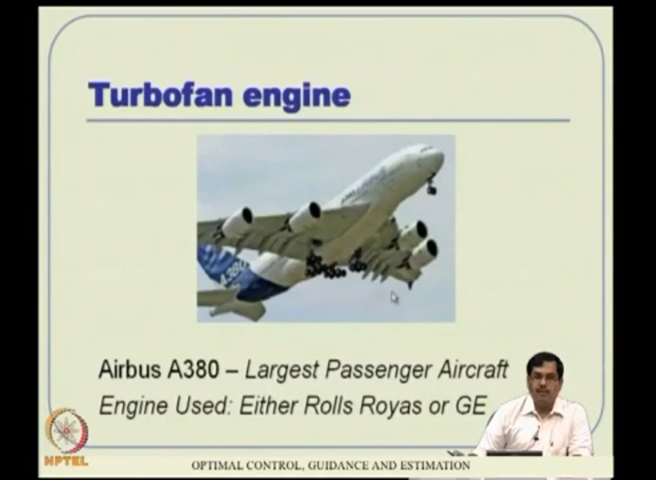 Turbofan engine
A380
Airbus A380 – Largest Passenger Aircraft
Engine Used: Either Rolls Royas or GE
NPTEL
OPTIMAL CONTROL, GUIDANCE AND ESTIMATION